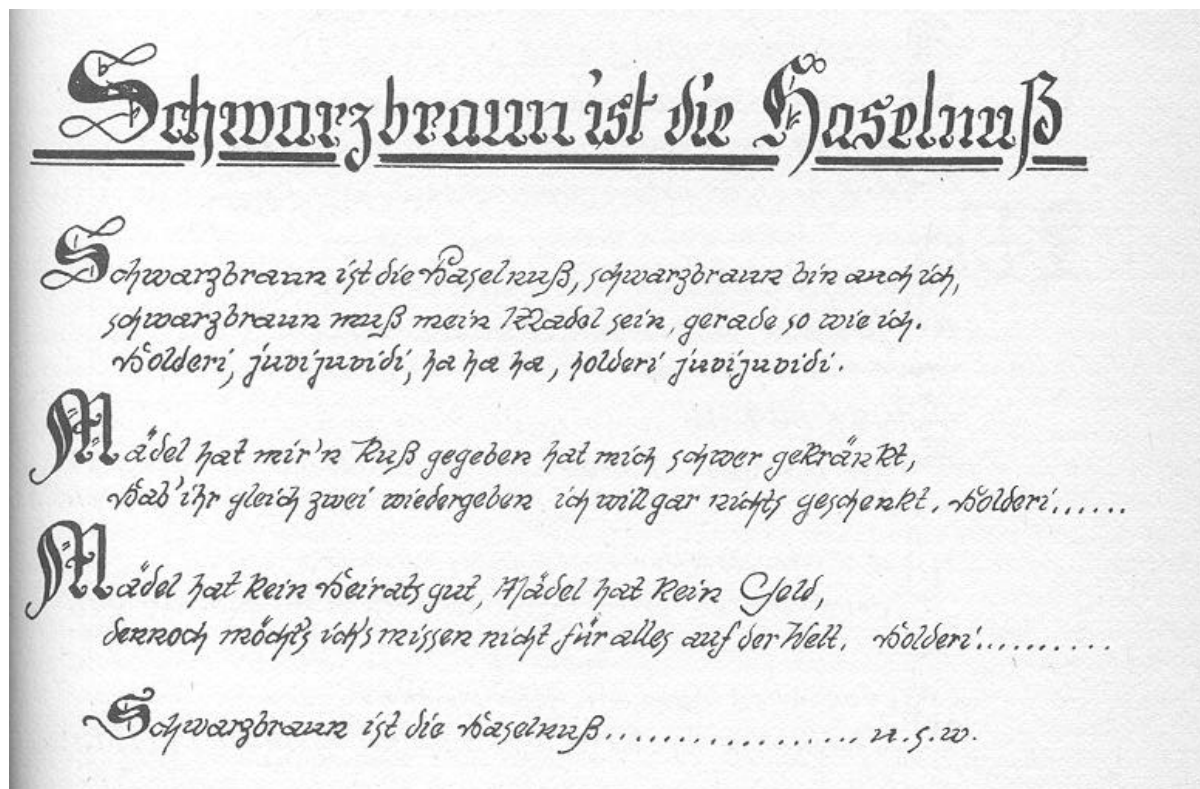 Schwarzbraun ist die Haselnuß
Schwarzbraun ist die Haselnuß, schwarzbraun bin auch ich,
schwarzbraun muß mein Madel sein, gerade so wie ich.
Holderi, juvijuvidi, ha ha ha, holderi juvijuvidi.
Mädel hat mir'n Kuß gegeben hat mich schwer gekränkt,
Hab' ihr gleich zwei wiedergeben ich will gar nichts geschenkt. Holderi......
Mädel hat kein Heiratsgut, Mädel hat kein Geld,
dennoch möcht's ich's missen nicht für alles auf der Welt. Holderi..........
Schwarzbraun ist die Haselnuß.................. u.s.w.